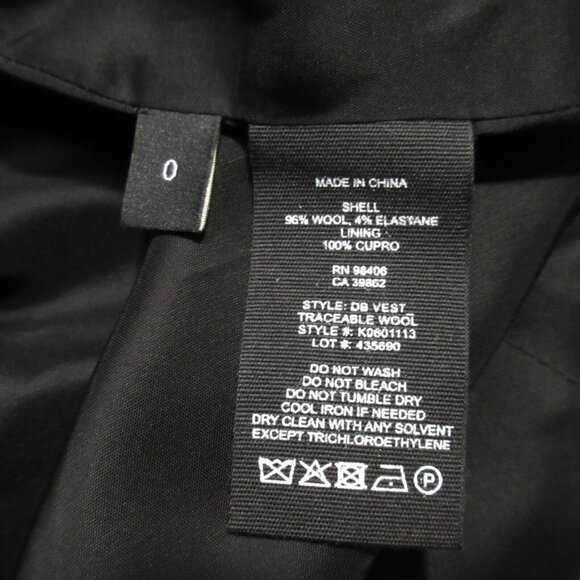 0
MADE IN CHINA
SHELL
96% WOOL, 4% ELASTANE
LINING
100% CUPRO
RN 98406
CA 39862
STYLE: DB VEST
TRACEABLE WOOL
STYLE #: K0601113
LOT #: 435690
DO NOT WASH
DO NOT BLEACH
DO NOT TUMBLE DRY
COOL IRON IF NEEDED
DRY CLEAN WITH ANY SOLVENT
EXCEPT TRICHLOROETHYLENE
P